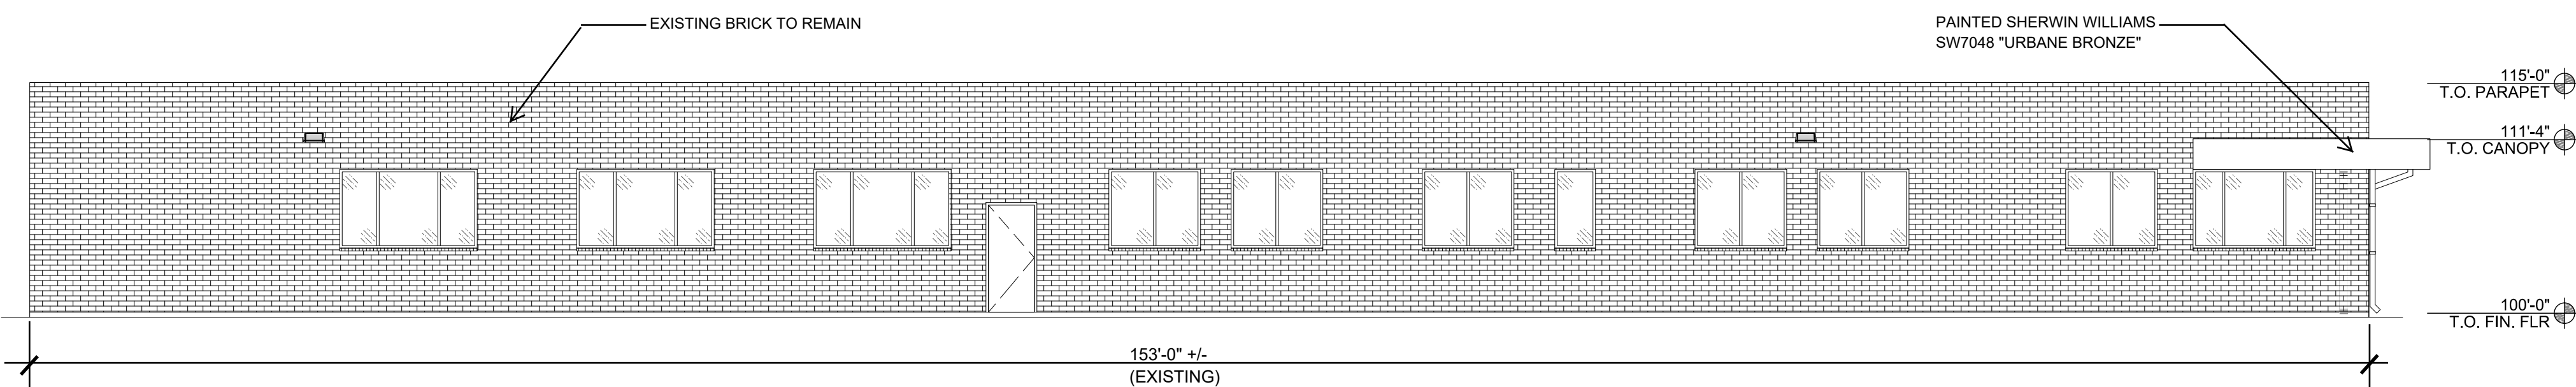 EXISTING BRICK TO REMAIN
PAINTED SHERWIN WILLIAMS
SW7048 "URBANE BRONZE"
115'-0"
T.O. PARAPET
111'-4"
T.O. CANOPY
100'-0"
T.O. FIN. FLR
153'-0" +/-
(EXISTING)